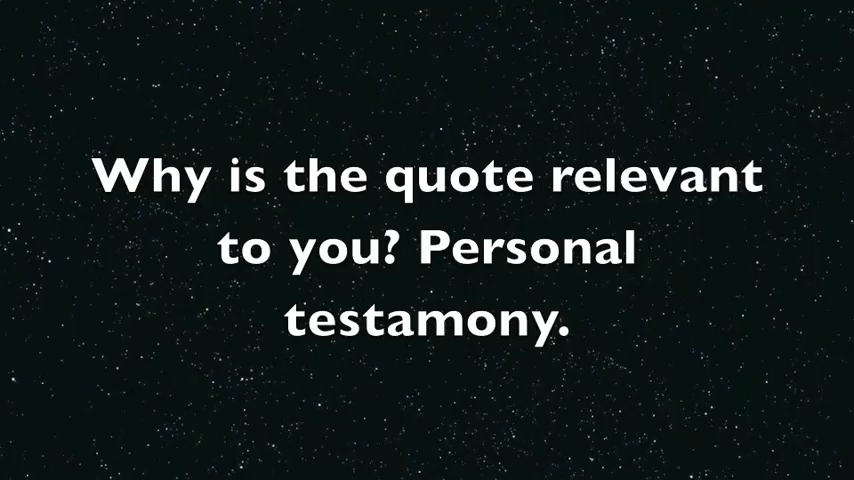 Why is the quote relevant
to you? Personal
testamony.